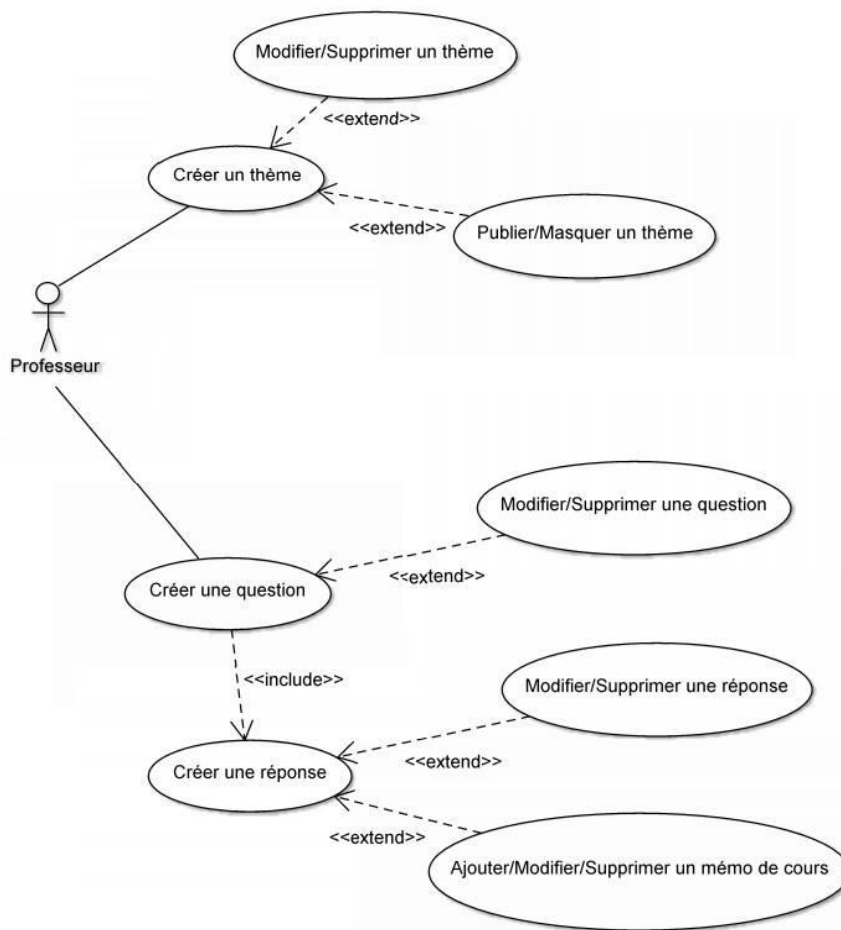 Modifier/Supprimer un thème
<<extend>>
Créer un thème
<<extend>>
Publier/Masquer un thème
Professeur
Modifier/Supprimer une question
<<extend>>
Créer une question
<<include>>
Modifier/Supprimer une réponse
<<extend>>
Créer une réponse
<<extend>>
Ajouter/Modifier/Supprimer un mémo de cours